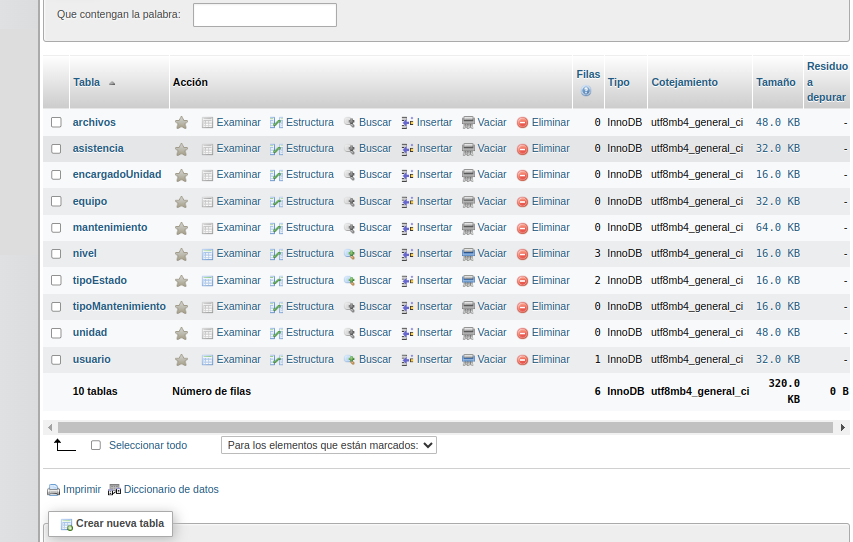 Que contengan la palabra:
Tabla Acción Filas Tipo Cotejamiento Tamaño Residuo a depurar
archivos Examinar Estructura Buscar Insertar Vaciar Eliminar 0 InnoDB utf8mb4_general_ci 48.0 KB -
asistencia Examinar Estructura Buscar Insertar Vaciar Eliminar 0 InnoDB utf8mb4_general_ci 32.0 KB -
encargadoUnidad Examinar Estructura Buscar Insertar Vaciar Eliminar 0 InnoDB utf8mb4_general_ci 16.0 KB -
equipo Examinar Estructura Buscar Insertar Vaciar Eliminar 0 InnoDB utf8mb4_general_ci 32.0 KB -
mantenimiento Examinar Estructura Buscar Insertar Vaciar Eliminar 0 InnoDB utf8mb4_general_ci 64.0 KB -
nivel Examinar Estructura Buscar Insertar Vaciar Eliminar 3 InnoDB utf8mb4_general_ci 16.0 KB -
tipoEstado Examinar Estructura Buscar Insertar Vaciar Eliminar 2 InnoDB utf8mb4_general_ci 16.0 KB -
tipoMantenimiento Examinar Estructura Buscar Insertar Vaciar Eliminar 0 InnoDB utf8mb4_general_ci 16.0 KB -
unidad Examinar Estructura Buscar Insertar Vaciar Eliminar 0 InnoDB utf8mb4_general_ci 48.0 KB -
usuario Examinar Estructura Buscar Insertar Vaciar Eliminar 1 InnoDB utf8mb4_general_ci 32.0 KB -
10 tablas Número de filas 6 InnoDB utf8mb4_general_ci 320.0 KB 0 B
Seleccionar todo Para los elementos que están marcados:
Imprimir Diccionario de datos
Crear nueva tabla